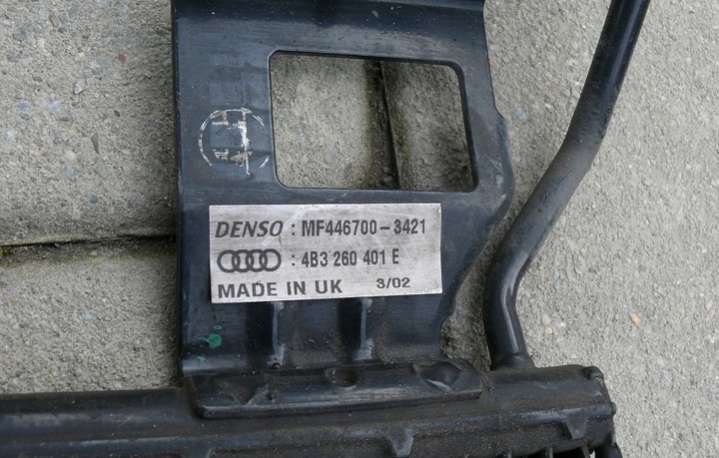 DENSO : MF446700-3421
: 4B3 260 401 E
MADE IN UK 3/02